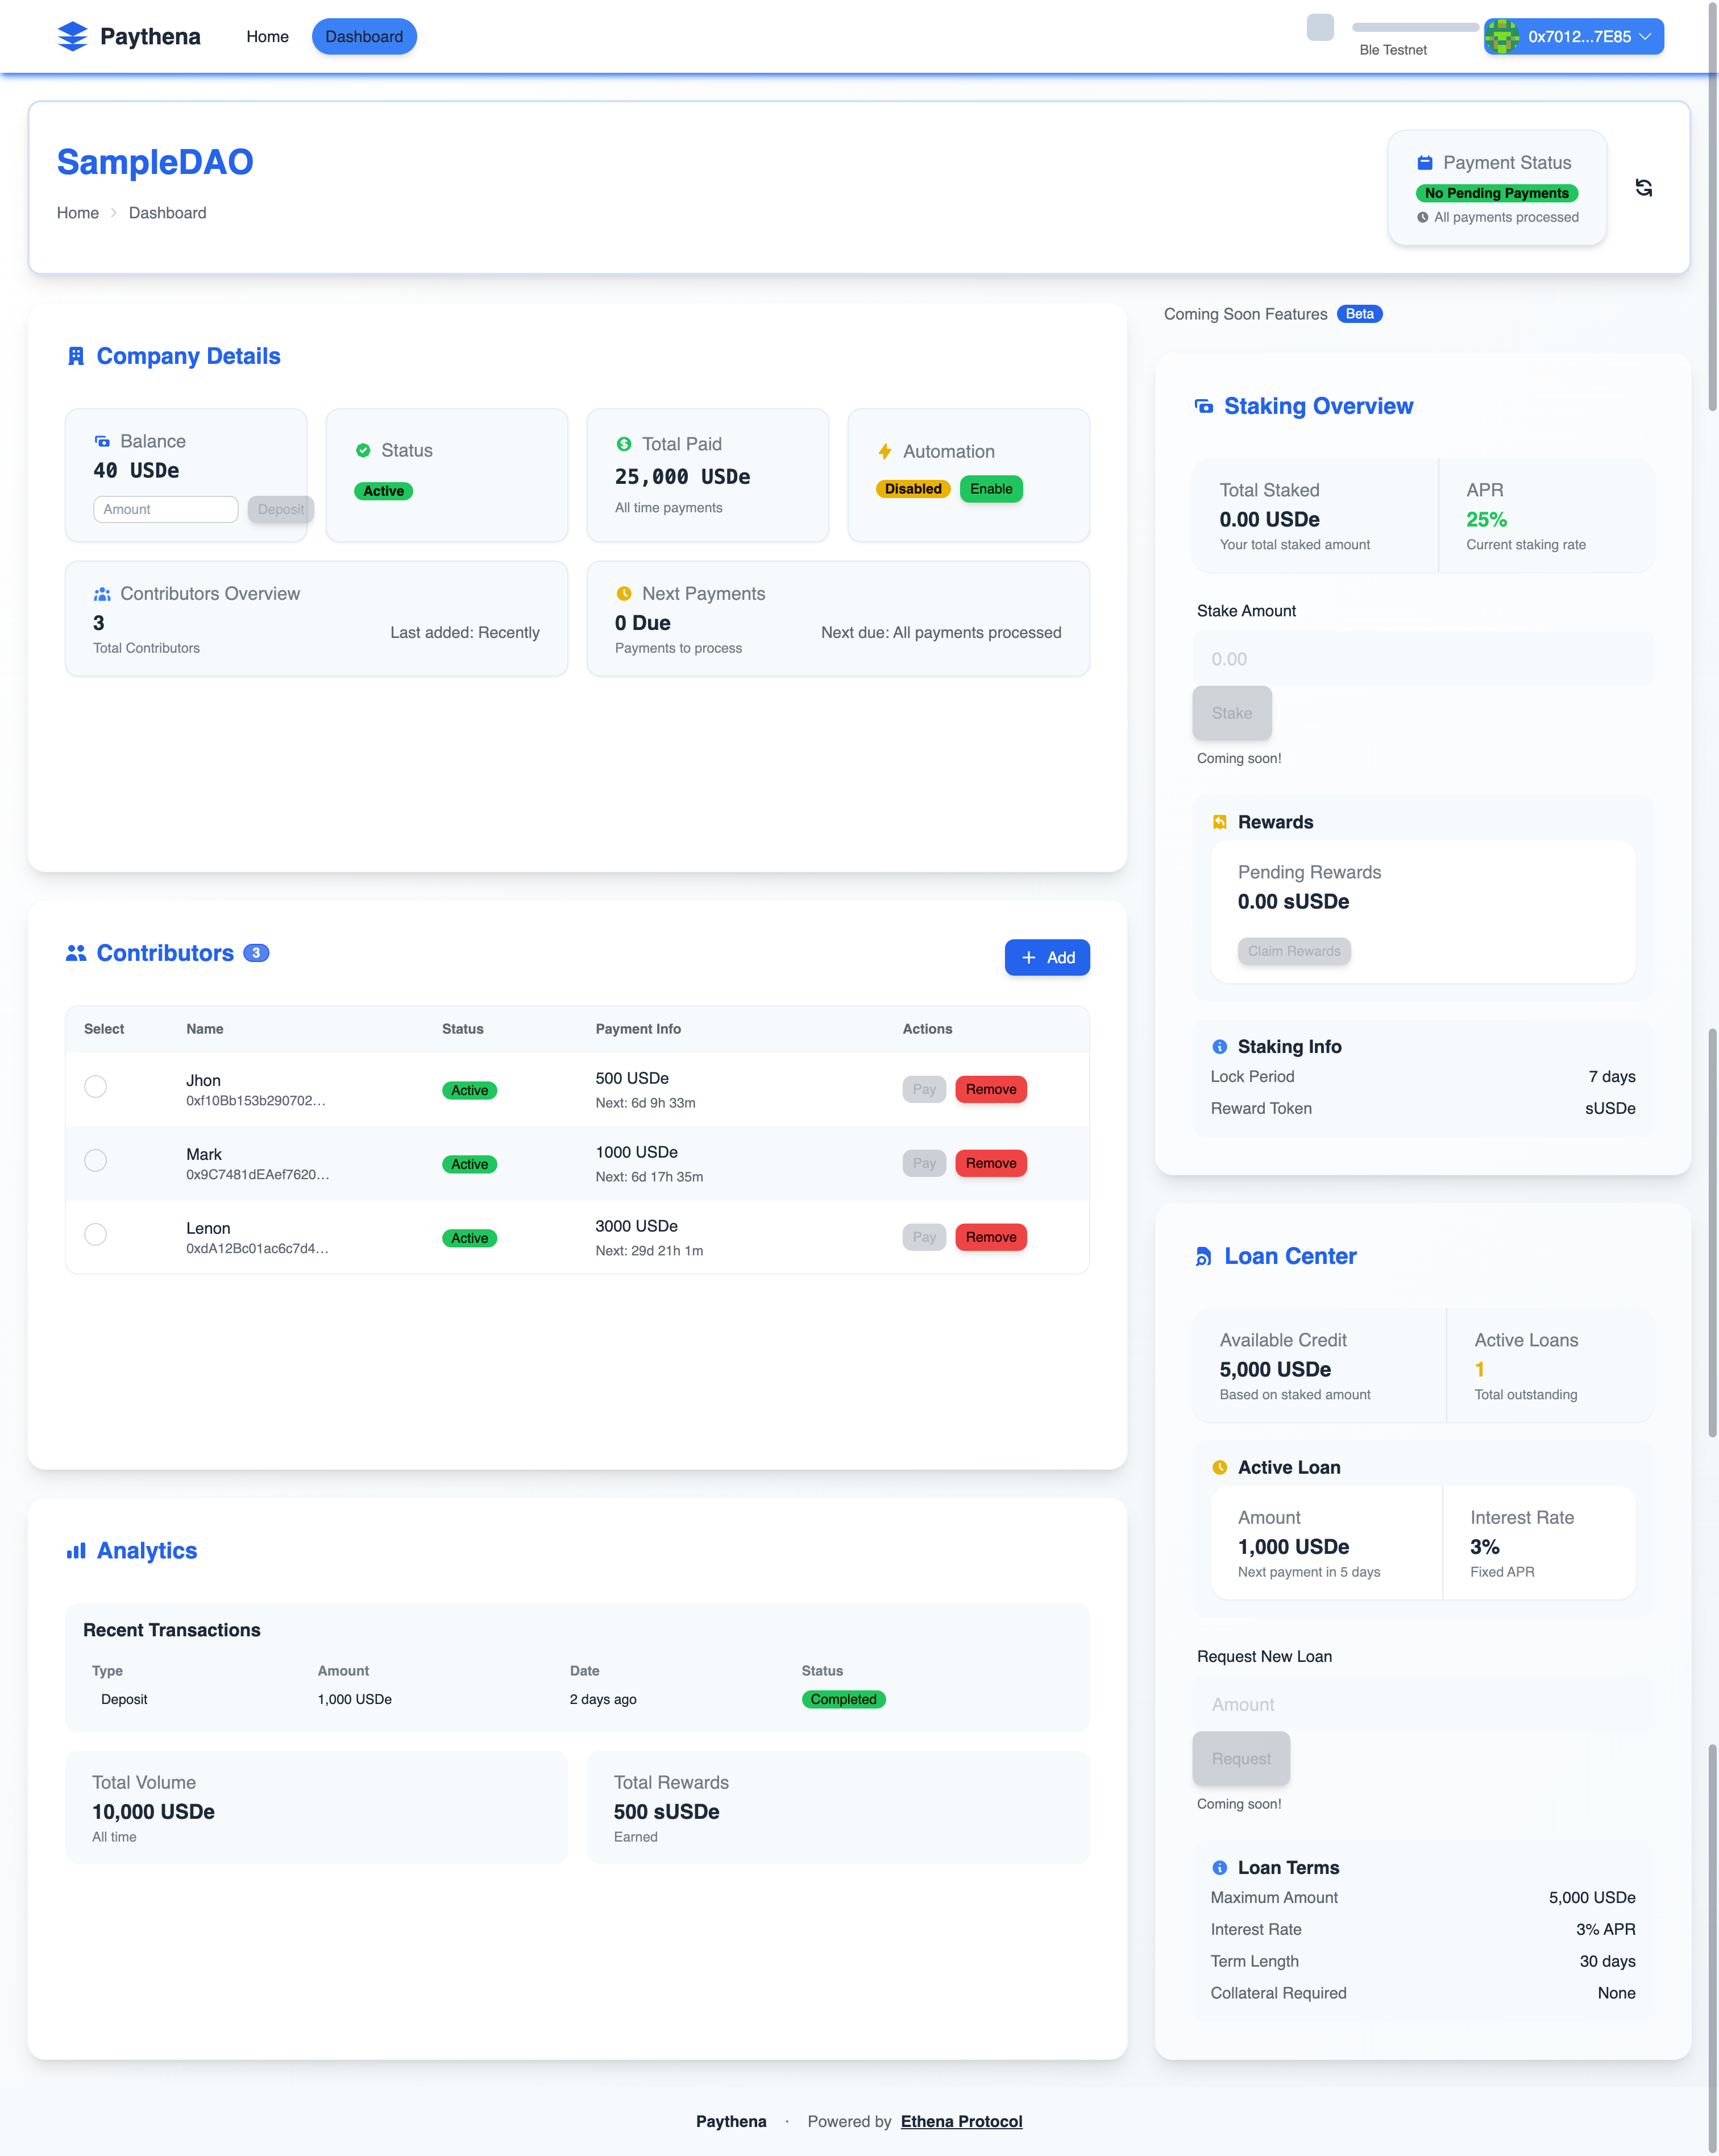 Paythena
Home
Dashboard
Ble Testnet
0x7012...7E85
SampleDAO
Home > Dashboard
Payment Status
No Pending Payments
All payments processed
Company Details
Balance
40 USDe
Amount
Deposit
Status
Active
Total Paid
25,000 USDe
All time payments
Automation
Disabled
Enable
Contributors Overview
3
Total Contributors
Last added: Recently
Next Payments
0 Due
Payments to process
Next due: All payments processed
Contributors 3
+ Add
Select Name Status Payment Info Actions
Jhon
0xf10Bb153b290702...
Active
500 USDe
Next: 6d 9h 33m
Pay
Remove
Mark
0x9C7481dEAef7620...
Active
1000 USDe
Next: 6d 17h 35m
Pay
Remove
Lenon
0xdA12Bc01ac6c7d4...
Active
3000 USDe
Next: 29d 21h 1m
Pay
Remove
Analytics
Recent Transactions
Type Amount Date Status
Deposit 1,000 USDe 2 days ago Completed
Total Volume
10,000 USDe
All time
Total Rewards
500 sUSDe
Earned
Coming Soon Features Beta
Staking Overview
Total Staked
0.00 USDe
Your total staked amount
APR
25%
Current staking rate
Stake Amount
0.00
Stake
Coming soon!
Rewards
Pending Rewards
0.00 sUSDe
Claim Rewards
Staking Info
Lock Period 7 days
Reward Token sUSDe
Loan Center
Available Credit
5,000 USDe
Based on staked amount
Active Loans
1
Total outstanding
Active Loan
Amount
1,000 USDe
Next payment in 5 days
Interest Rate
3%
Fixed APR
Request New Loan
Amount
Request
Coming soon!
Loan Terms
Maximum Amount 5,000 USDe
Interest Rate 3% APR
Term Length 30 days
Collateral Required None
Paythena · Powered by Ethena Protocol